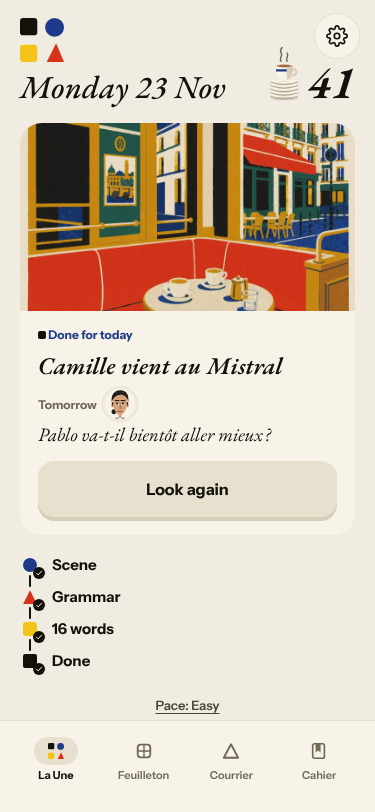 Monday 23 Nov
41
Done for today
Camille vient au Mistral
Tomorrow
Pablo va-t-il bientôt aller mieux?
Look again
Scene
Grammar
16 words
Done
Pace: Easy
La Une
Feuilleton
Courrier
Cahier